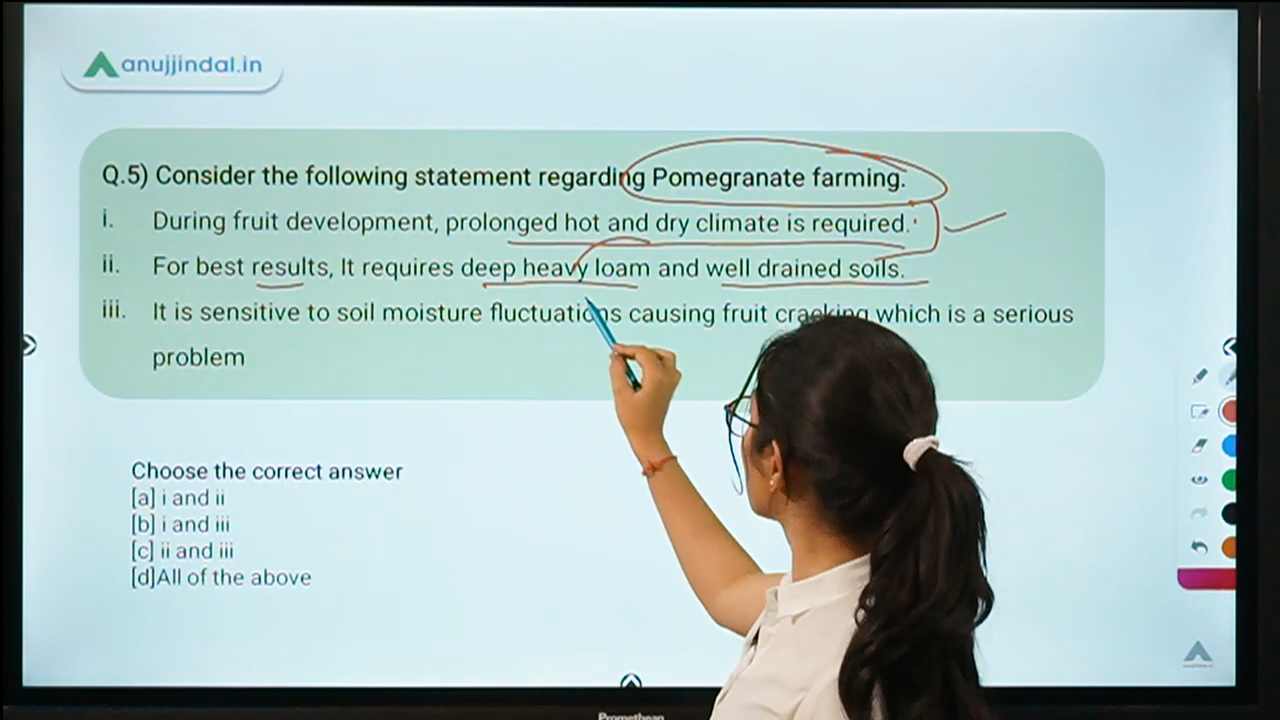 anujjindal.in
Q.5) Consider the following statement regarding Pomegranate farming.
i. During fruit development, prolonged hot and dry climate is required.
ii. For best results, It requires deep heavy loam and well drained soils.
iii. It is sensitive to soil moisture fluctuations causing fruit cracking which is a serious
problem
Choose the correct answer
[a] i and ii
[b] i and iii
[c] ii and iii
[d]All of the above
Promethean